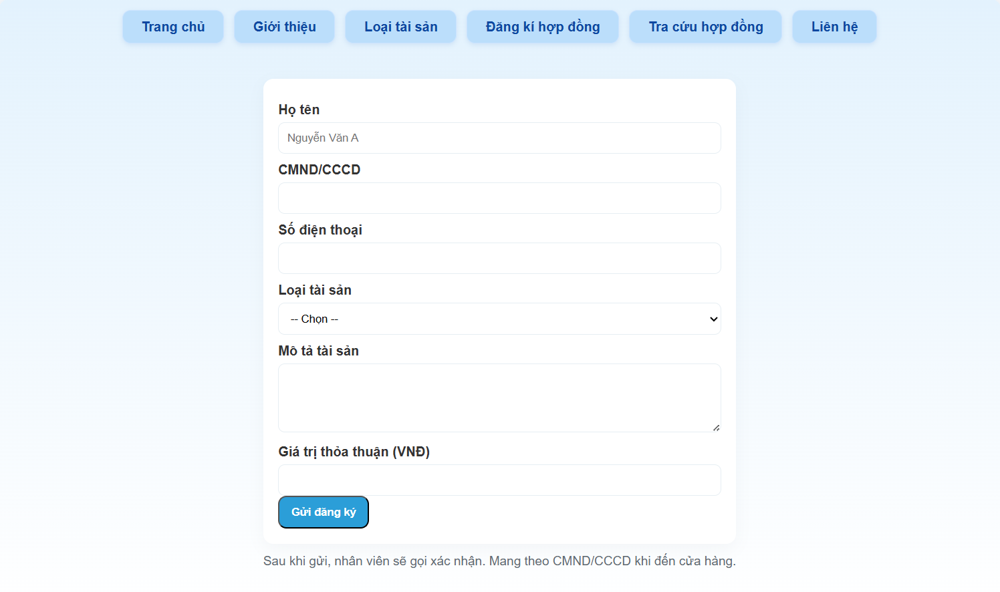 Trang chủ Giới thiệu Loại tài sản Đăng kí hợp đồng Tra cứu hợp đồng Liên hệ
Họ tên
Nguyễn Văn A
CMND/CCCD
Số điện thoại
Loại tài sản
-- Chọn --
Mô tả tài sản
Giá trị thỏa thuận (VNĐ)
Gửi đăng ký
Sau khi gửi, nhân viên sẽ gọi xác nhận. Mang theo CMND/CCCD khi đến cửa hàng.